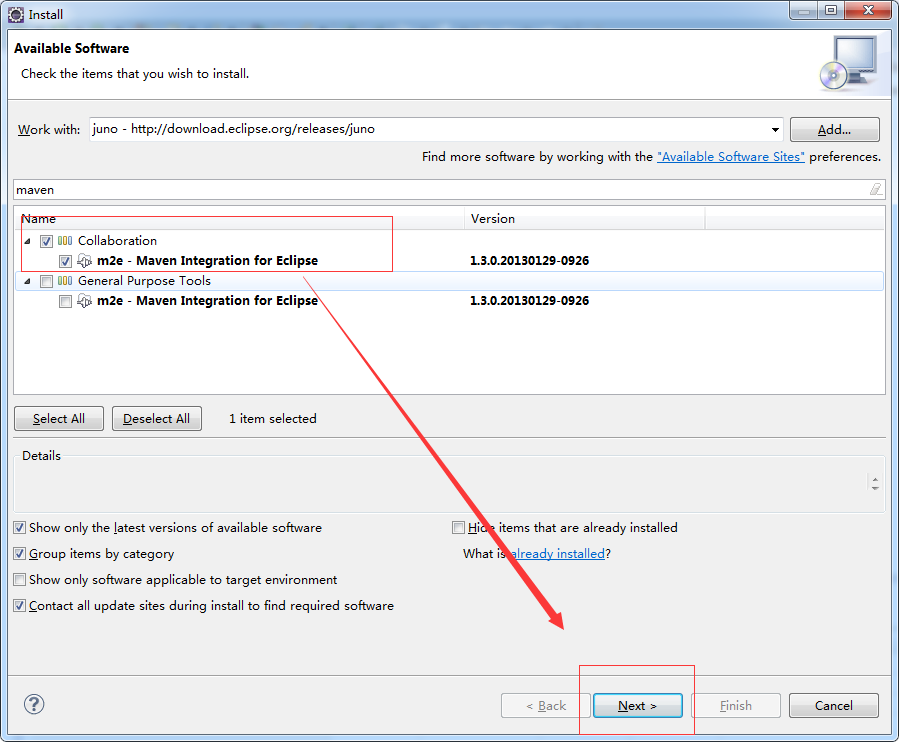 Install
Available Software
Check the items that you wish to install.
Work with: juno - http://download.eclipse.org/releases/juno Add...
Find more software by working with the "Available Software Sites" preferences.
maven
Name Version
Collaboration
m2e - Maven Integration for Eclipse 1.3.0.20130129-0926
General Purpose Tools
m2e - Maven Integration for Eclipse 1.3.0.20130129-0926
Select All Deselect All 1 item selected
Details
Show only the latest versions of available software Hide items that are already installed
Group items by category What is already installed?
Show only software applicable to target environment
Contact all update sites during install to find required software
? < Back Next > Finish Cancel